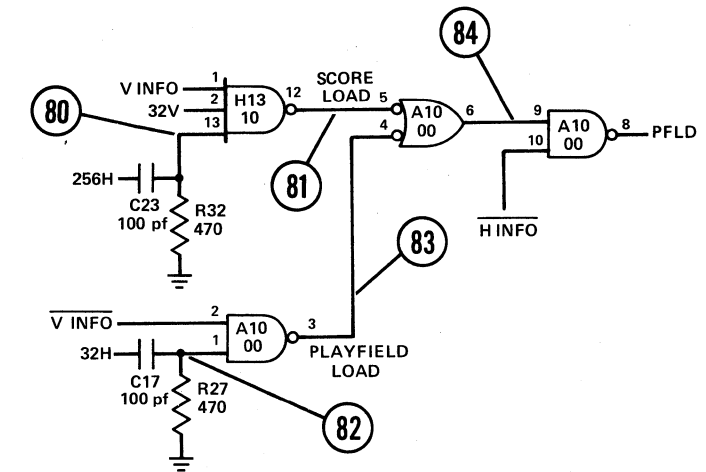 84
SCORE
LOAD
V INFO 1
32V 2
13
H13
10
12
5
4
A10
00
6
9
10
A10
00
8
PFLD
80
81
256H
C23
100 pf
R32
470
H INFO
83
V INFO 2
1
A10
00
3
PLAYFIELD
LOAD
32H
C17
100 pf
R27
470
82